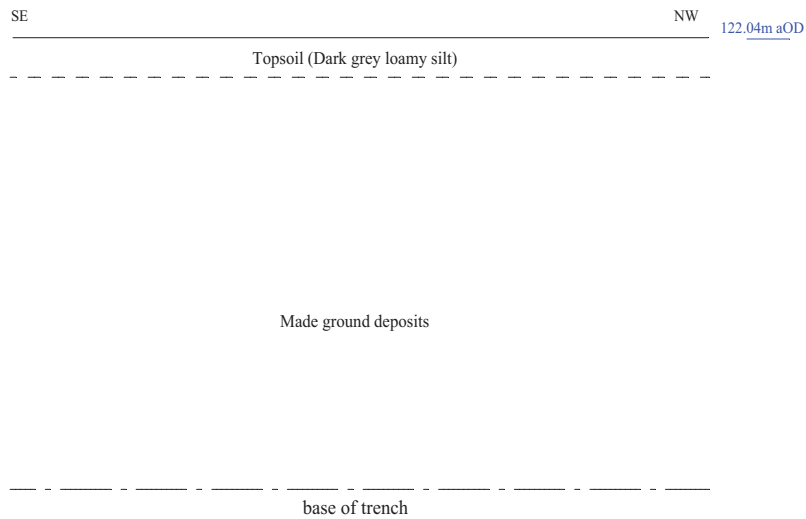 SE
NW
122.04m aOD
Topsoil (Dark grey loamy silt)
Made ground deposits
base of trench